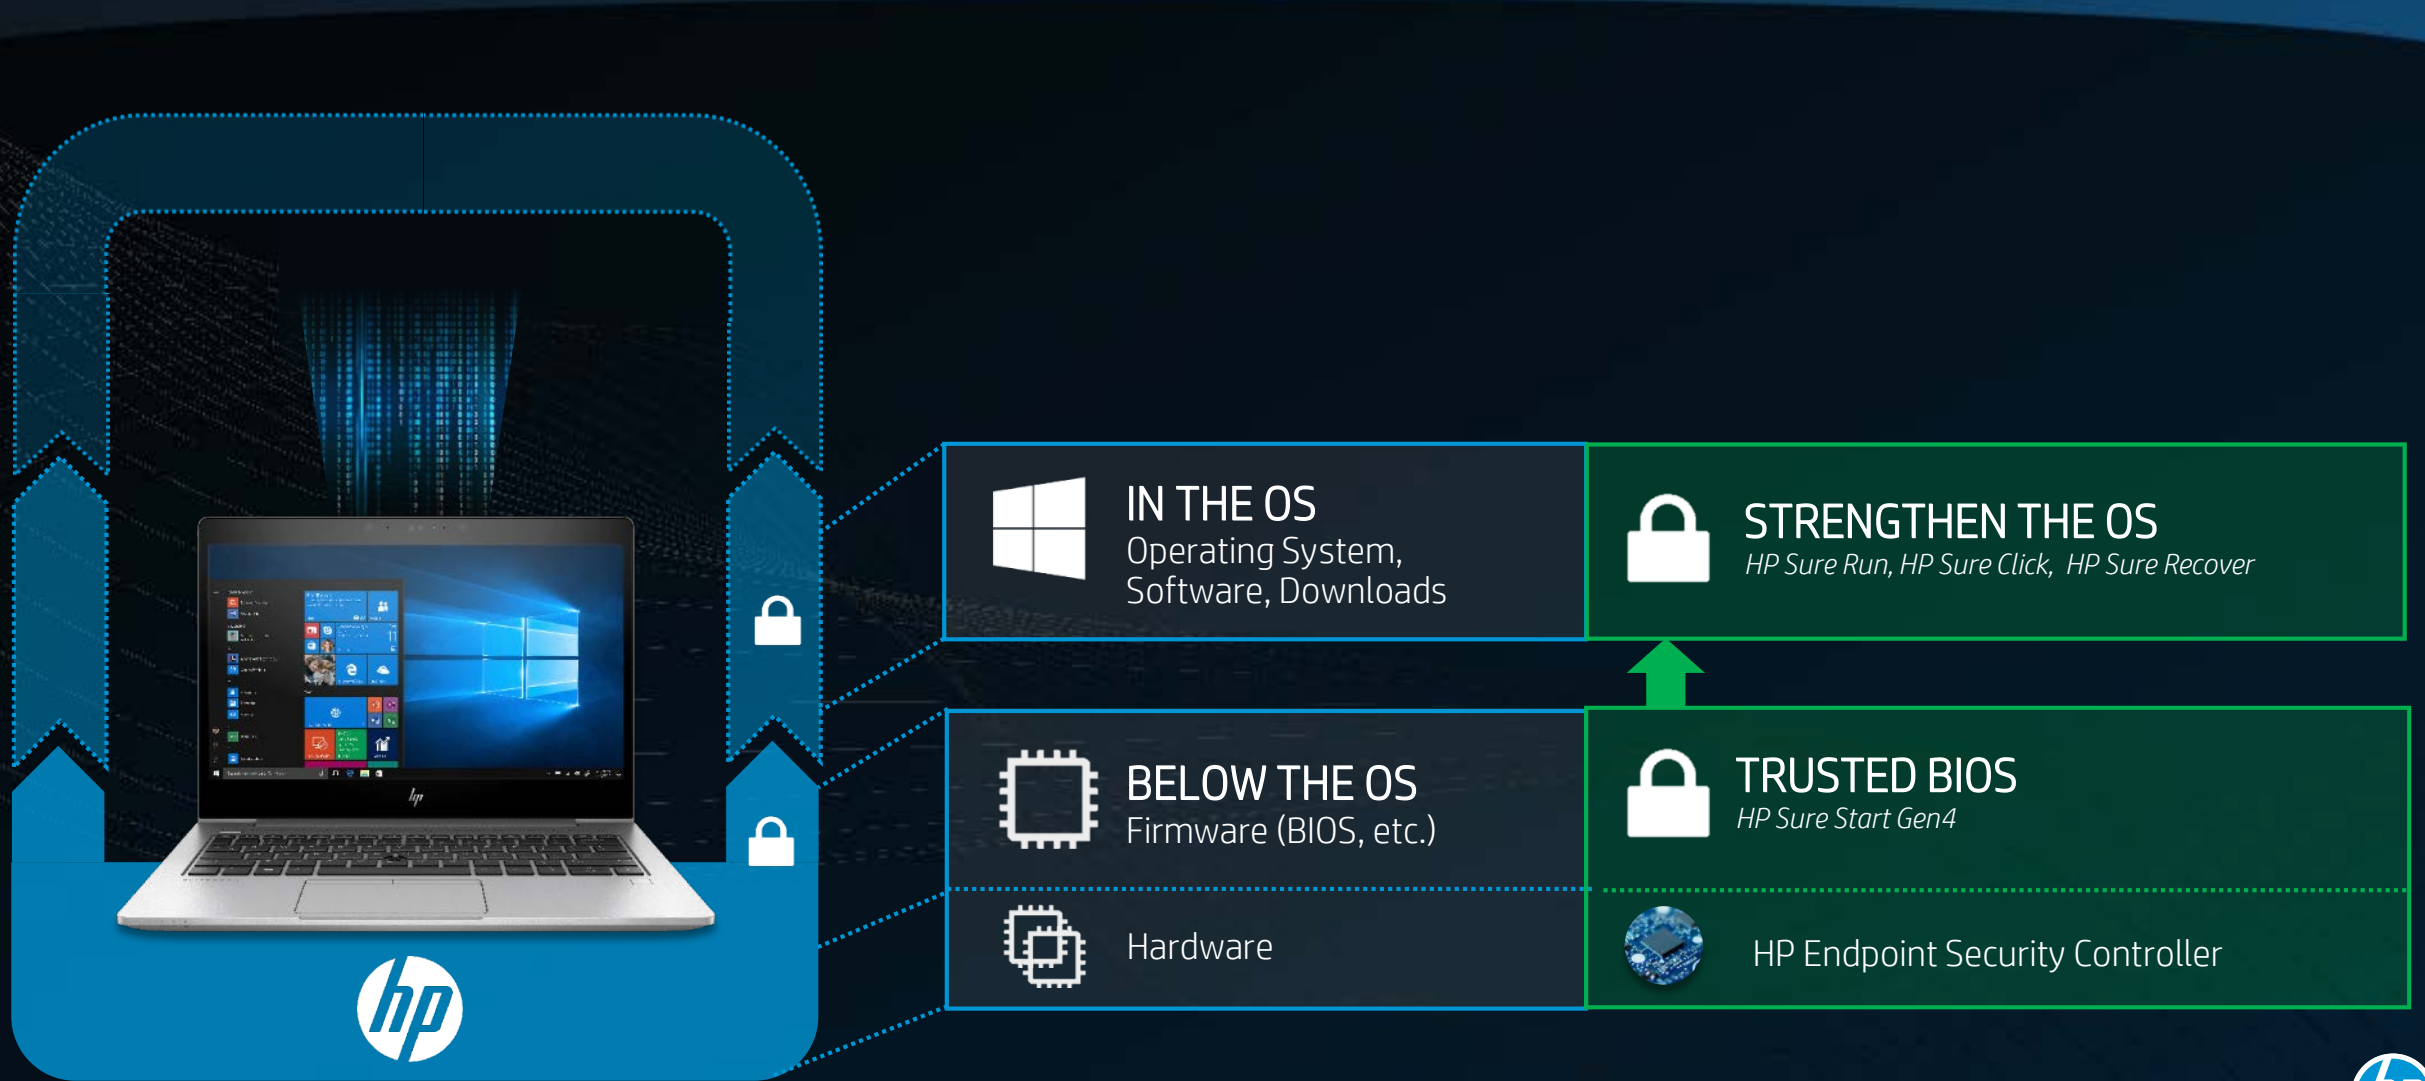 IN THE OS
Operating System,
Software, Downloads
STRENGTHEN THE OS
HP Sure Run, HP Sure Click, HP Sure Recover
BELOW THE OS
Firmware (BIOS, etc.)
TRUSTED BIOS
HP Sure Start Gen4
Hardware
HP Endpoint Security Controller
hp
hp